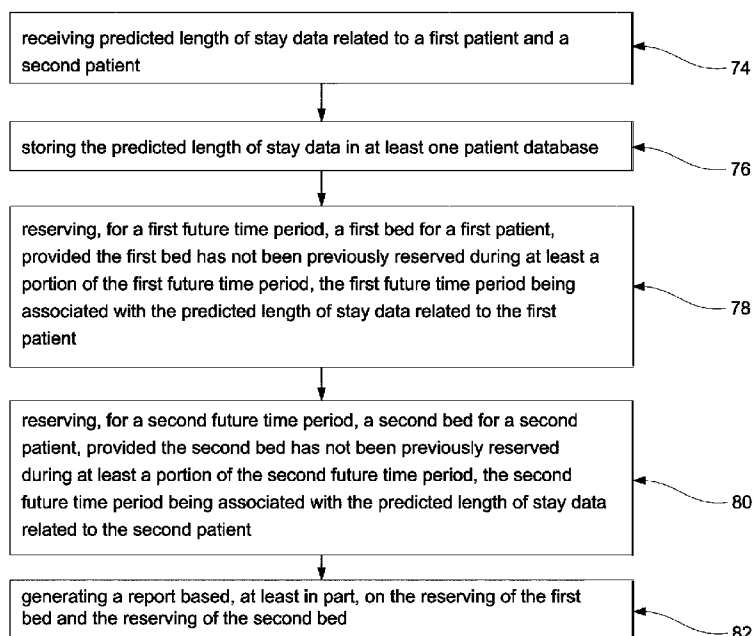 receiving predicted length of stay data related to a first patient and a
second patient
74
storing the predicted length of stay data in at least one patient database
76
reserving, for a first future time period, a first bed for a first patient,
provided the first bed has not been previously reserved during at least a
portion of the first future time period, the first future time period being
associated with the predicted length of stay data related to the first
patient
78
reserving, for a second future time period, a second bed for a second
patient, provided the second bed has not been previously reserved
during at least a portion of the second future time period, the second
future time period being associated with the predicted length of stay data
related to the second patient
80
generating a report based, at least in part, on the reserving of the first
bed and the reserving of the second bed
82